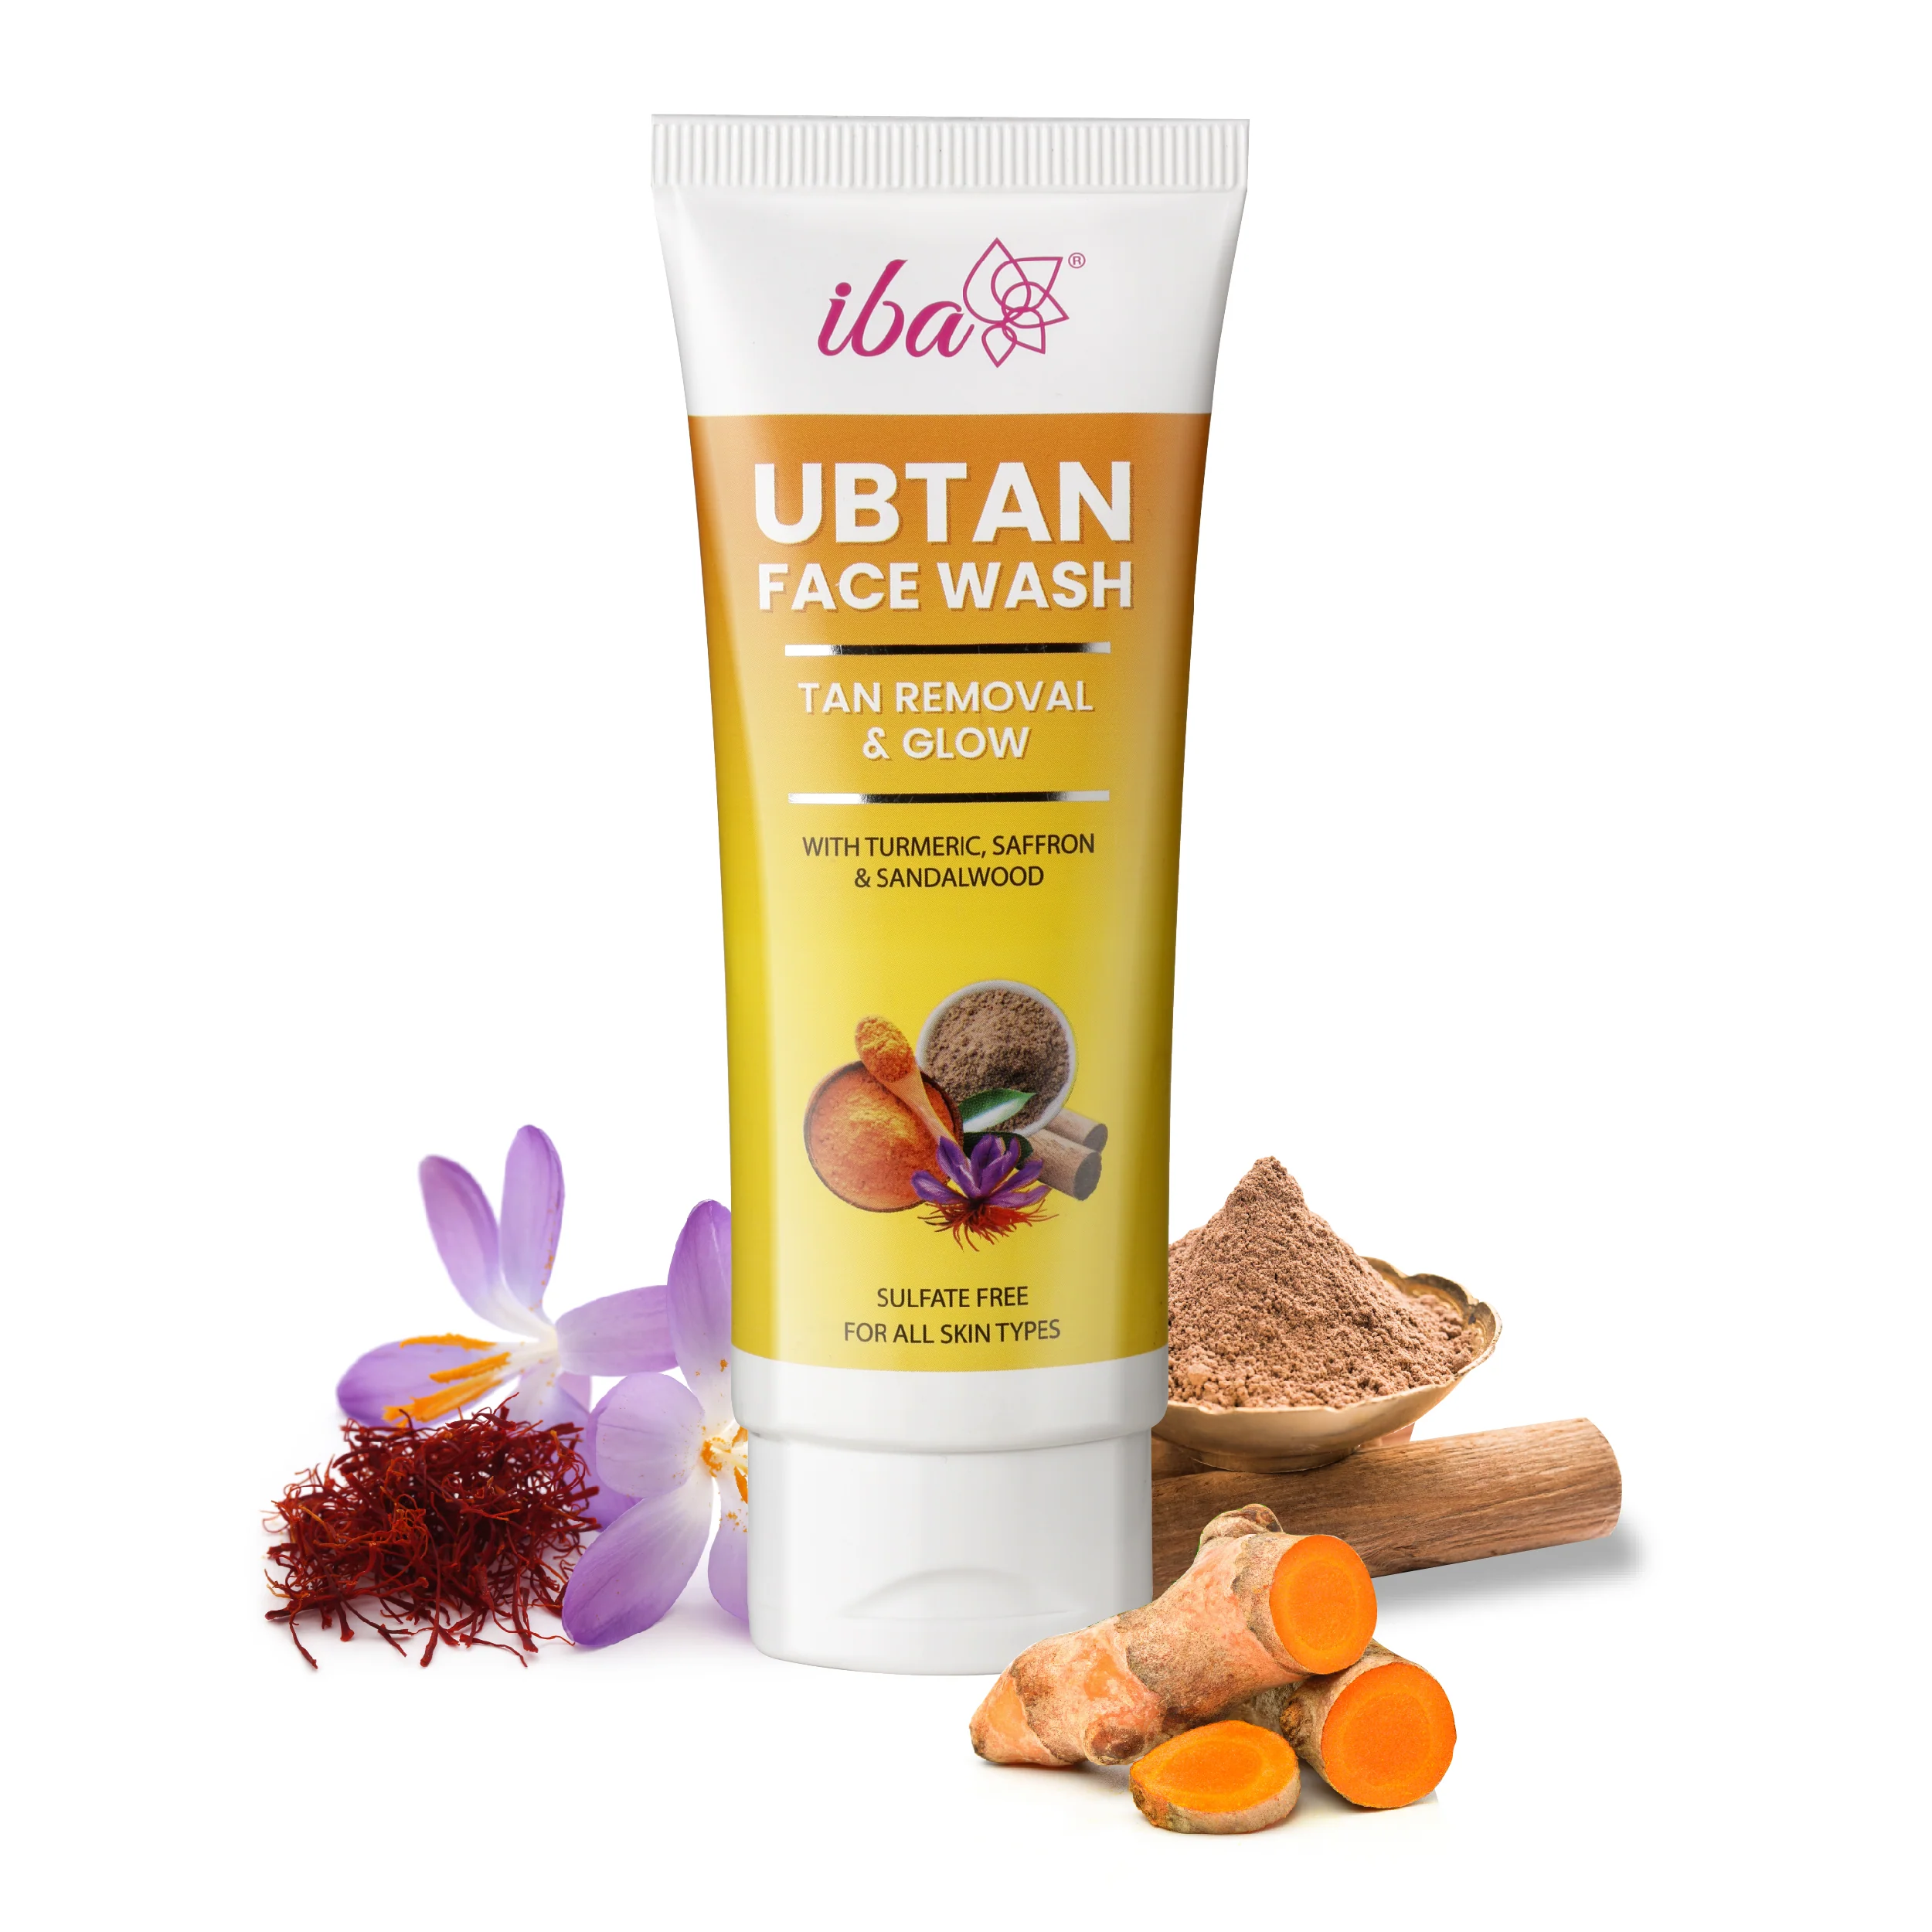 iba®
UBTAN
FACE WASH
TAN REMOVAL
& GLOW
WITH TURMERIC, SAFFRON
& SANDALWOOD
SULFATE FREE
FOR ALL SKIN TYPES